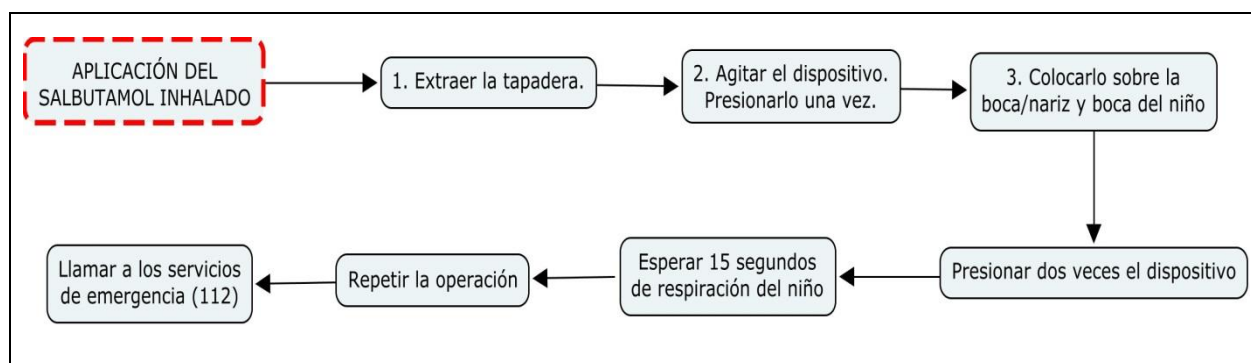 APLICACIÓN DEL
SALBUTAMOL INHALADO
1. Extraer la tapadera.
2. Agitar el dispositivo.
Presionarlo una vez.
3. Colocarlo sobre la
boca/nariz y boca del niño
Presionar dos veces el dispositivo
Esperar 15 segundos
de respiración del niño
Repetir la operación
Llamar a los servicios
de emergencia (112)